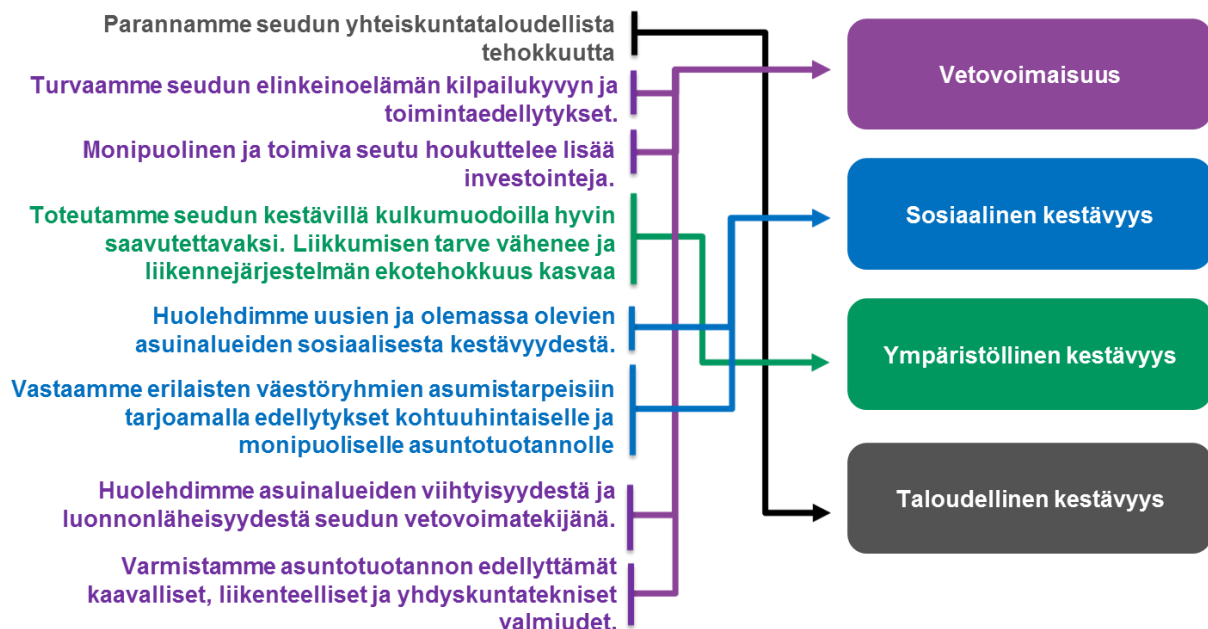 Parannamme seudun yhteiskuntataloudellista
tehokkuutta
Turvaamme seudun elinkeinoelämän kilpailukyvyn ja
toimintaedellytykset.
Monipuolinen ja toimiva seutu houkuttelee lisää
investointeja.
Toteutamme seudun kestävillä kulkumuodoilla hyvin
saavutettavaksi. Liikkumisen tarve vähenee ja
liikennejärjestelmän ekotehokkuus kasvaa
Huolehdimme uusien ja olemassa olevien
asuinalueiden sosiaalisesta kestävyydestä.
Vastaamme erilaisten väestöryhmien asumistarpeisiin
tarjoamalla edellytykset kohtuuhintaiselle ja
monipuoliselle asuntotuotannolle
Huolehdimme asuinalueiden viihtyisyydestä ja
luonnonläheisyydestä seudun vetovoimatekijänä.
Varmistamme asuntotuotannon edellyttämät
kaavalliset, liikenteelliset ja yhdyskuntatekniset
valmiudet.
Vetovoimaisuus
Sosiaalinen kestävyys
Ympäristöllinen kestävyys
Taloudellinen kestävyys